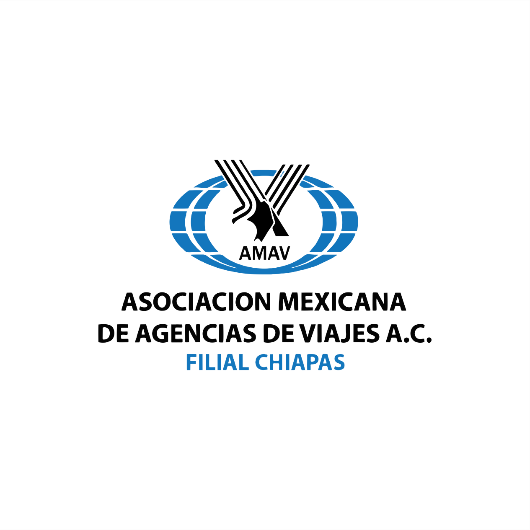 AMAV
ASOCIACION MEXICANA
DE AGENCIAS DE VIAJES A.C.
FILIAL CHIAPAS